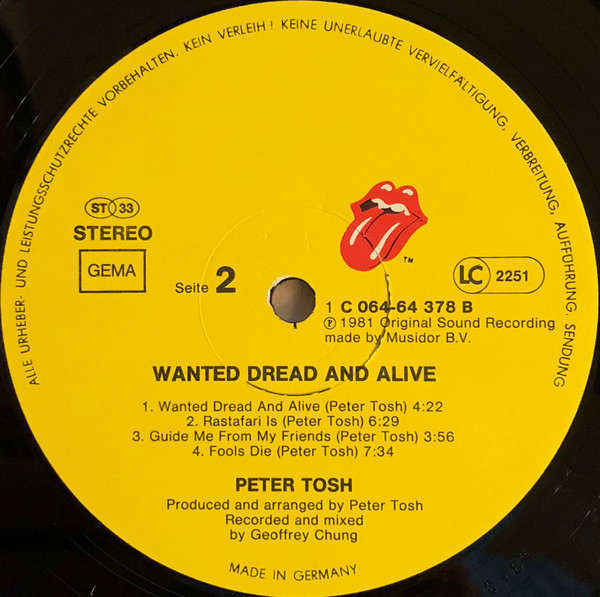 ALLE URHEBER- UND LEISTUNGSSCHUTZRECHTE VORBEHALTEN. KEIN VERLEIH! KEINE UNERLAUBTE VERVIELFÄLTIGUNG, VERBREITUNG, AUFFÜHRUNG, SENDUNG
ST 33
STEREO
GEMA
Seite 2
TM
LC 2251
1 C 064-64 378 B
Ⓟ 1981 Original Sound Recording
made by Musidor B.V.
WANTED DREAD AND ALIVE
1. Wanted Dread And Alive (Peter Tosh) 4:22
2. Rastafari Is (Peter Tosh) 6:29
3. Guide Me From My Friends (Peter Tosh) 3:56
4. Fools Die (Peter Tosh) 7:34
PETER TOSH
Produced and arranged by Peter Tosh
Recorded and mixed
by Geoffrey Chung
MADE IN GERMANY